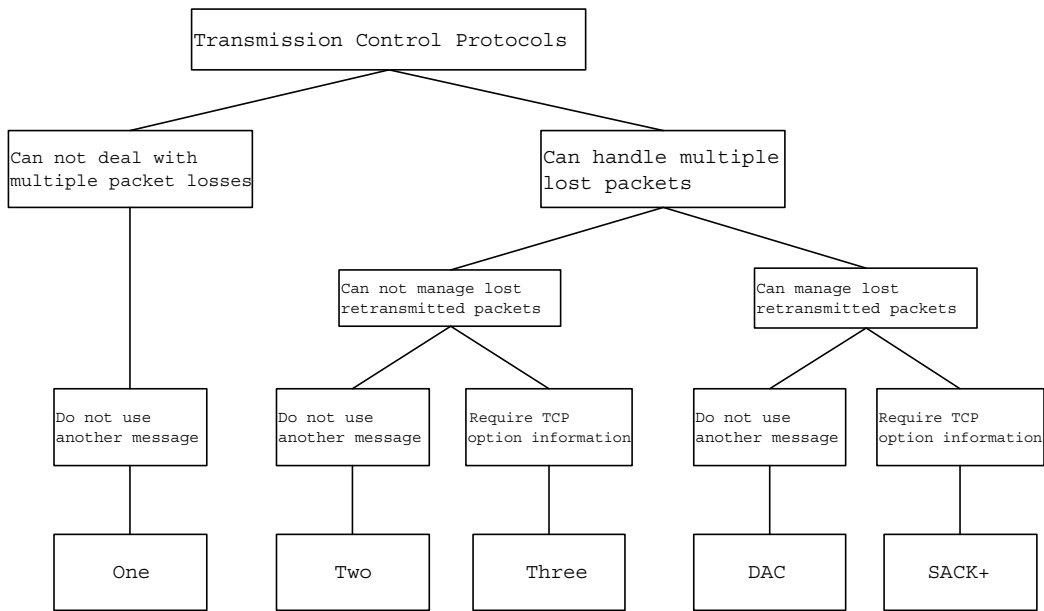 Transmission Control Protocols
Can not deal with
multiple packet losses
Can handle multiple
lost packets
Can not manage lost
retransmitted packets
Can manage lost
retransmitted packets
Do not use
another message
Do not use
another message
Require TCP
option information
Do not use
another message
Require TCP
option information
One
Two
Three
DAC
SACK+